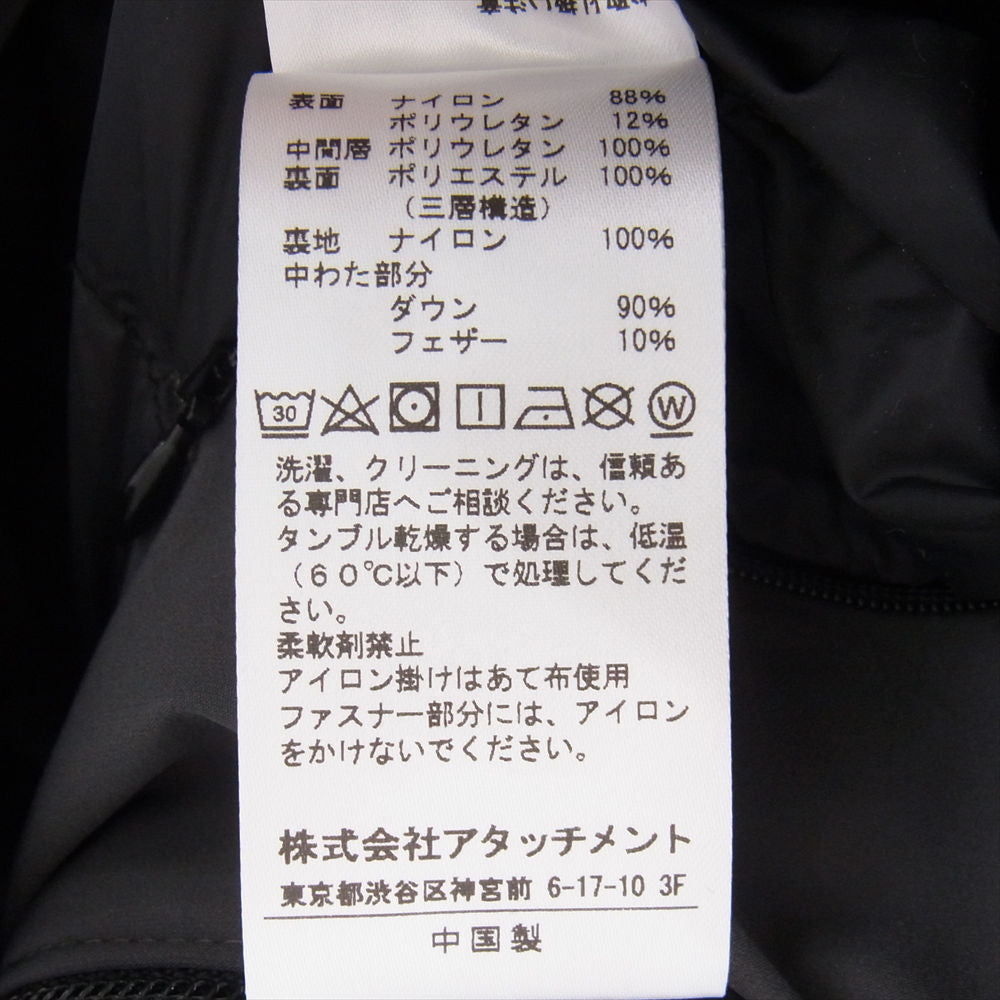 表面 ナイロン 88%
ポリウレタン 12%
中間層 ポリウレタン 100%
裏面 ポリエステル 100%
(三層構造)
裏地 ナイロン 100%
中わた部分
ダウン 90%
フェザー 10%
30 W
洗濯、クリーニングは、信頼あ
る専門店へご相談ください。
タンブル乾燥する場合は、低温
(60℃以下)で処理してくだ
さい。
柔軟剤禁止
アイロン掛けはあて布使用
ファスナー部分には、アイロン
をかけないでください。
株式会社アタッチメント
東京都渋谷区神宮前 6-17-10 3F
中国製